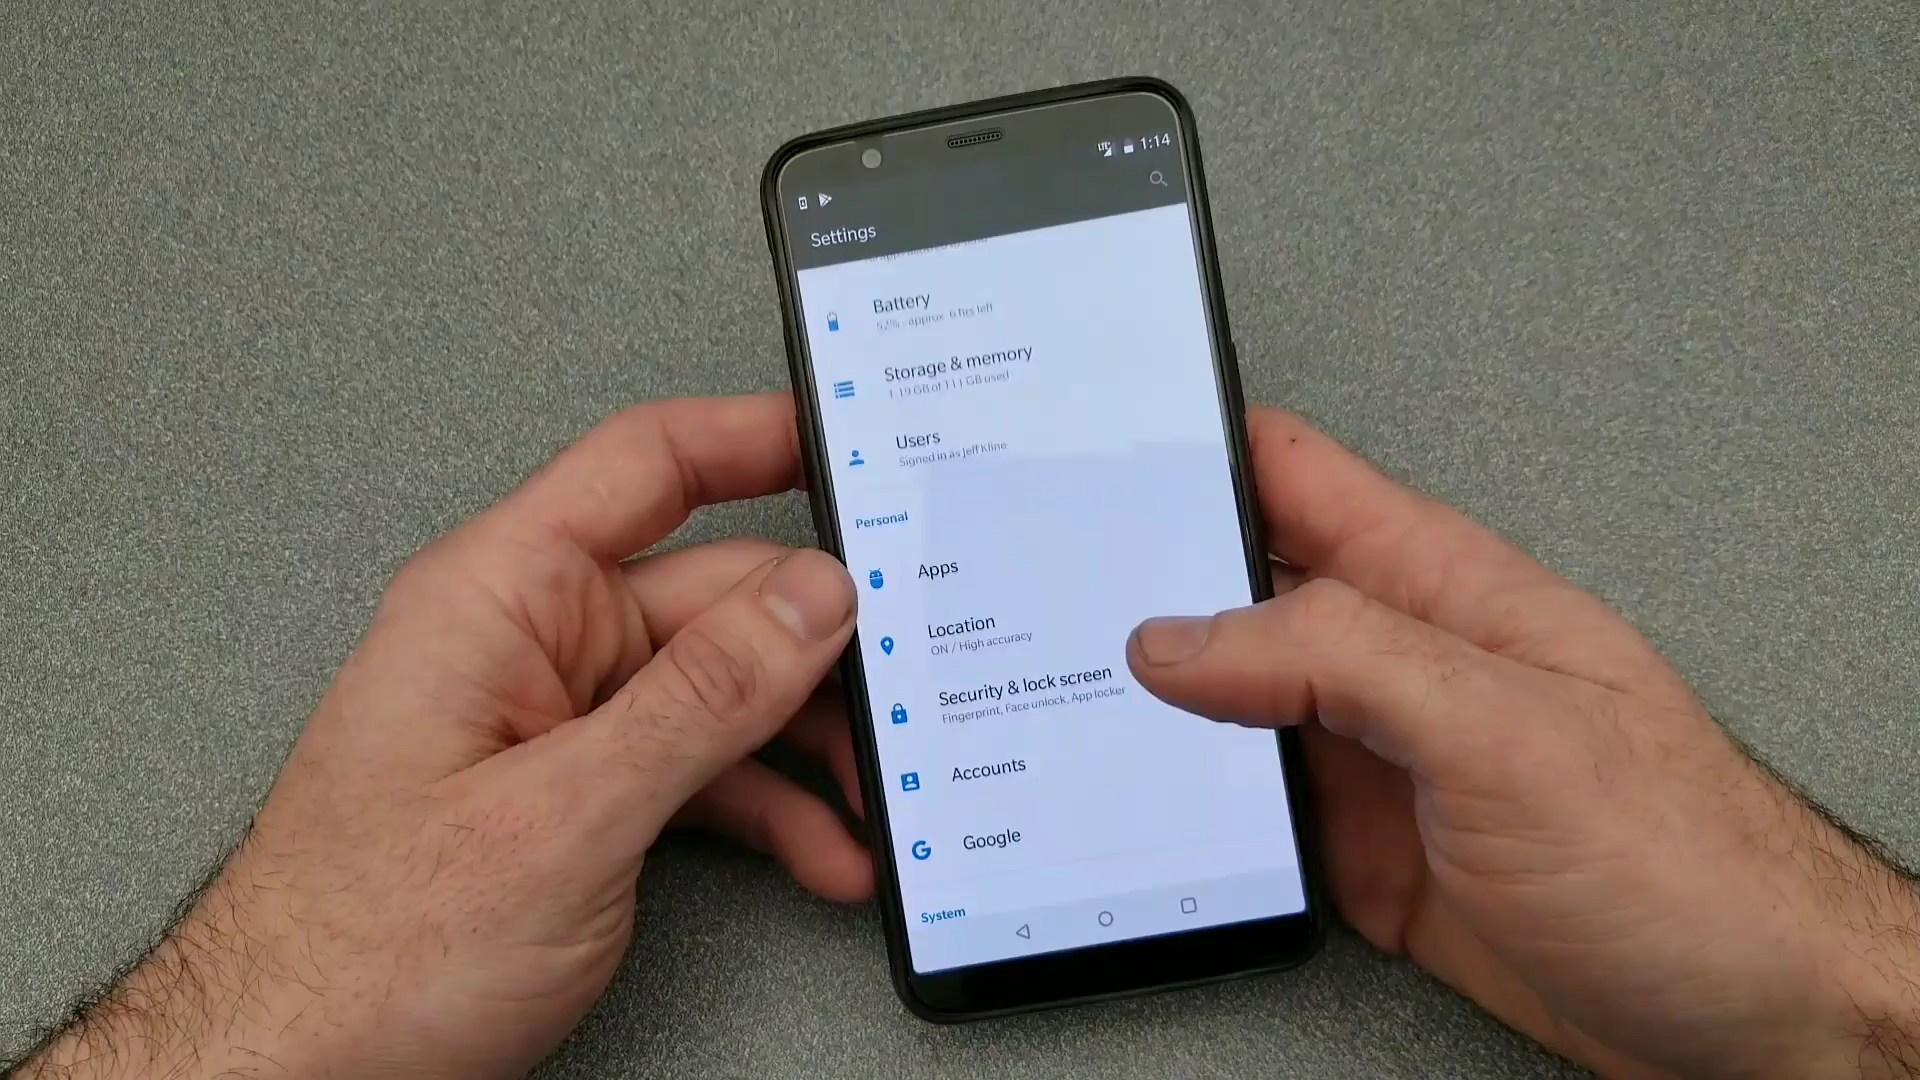 LTE 1:14
Settings
Battery
52% - approx. 6 hrs left
Storage & memory
GB of 111 GB used
Users
Signed in as Jeff Kline
Personal
Apps
Location
ON / High accuracy
Security & lock screen
Fingerprint, Face unlock, App locker
Accounts
Google
System